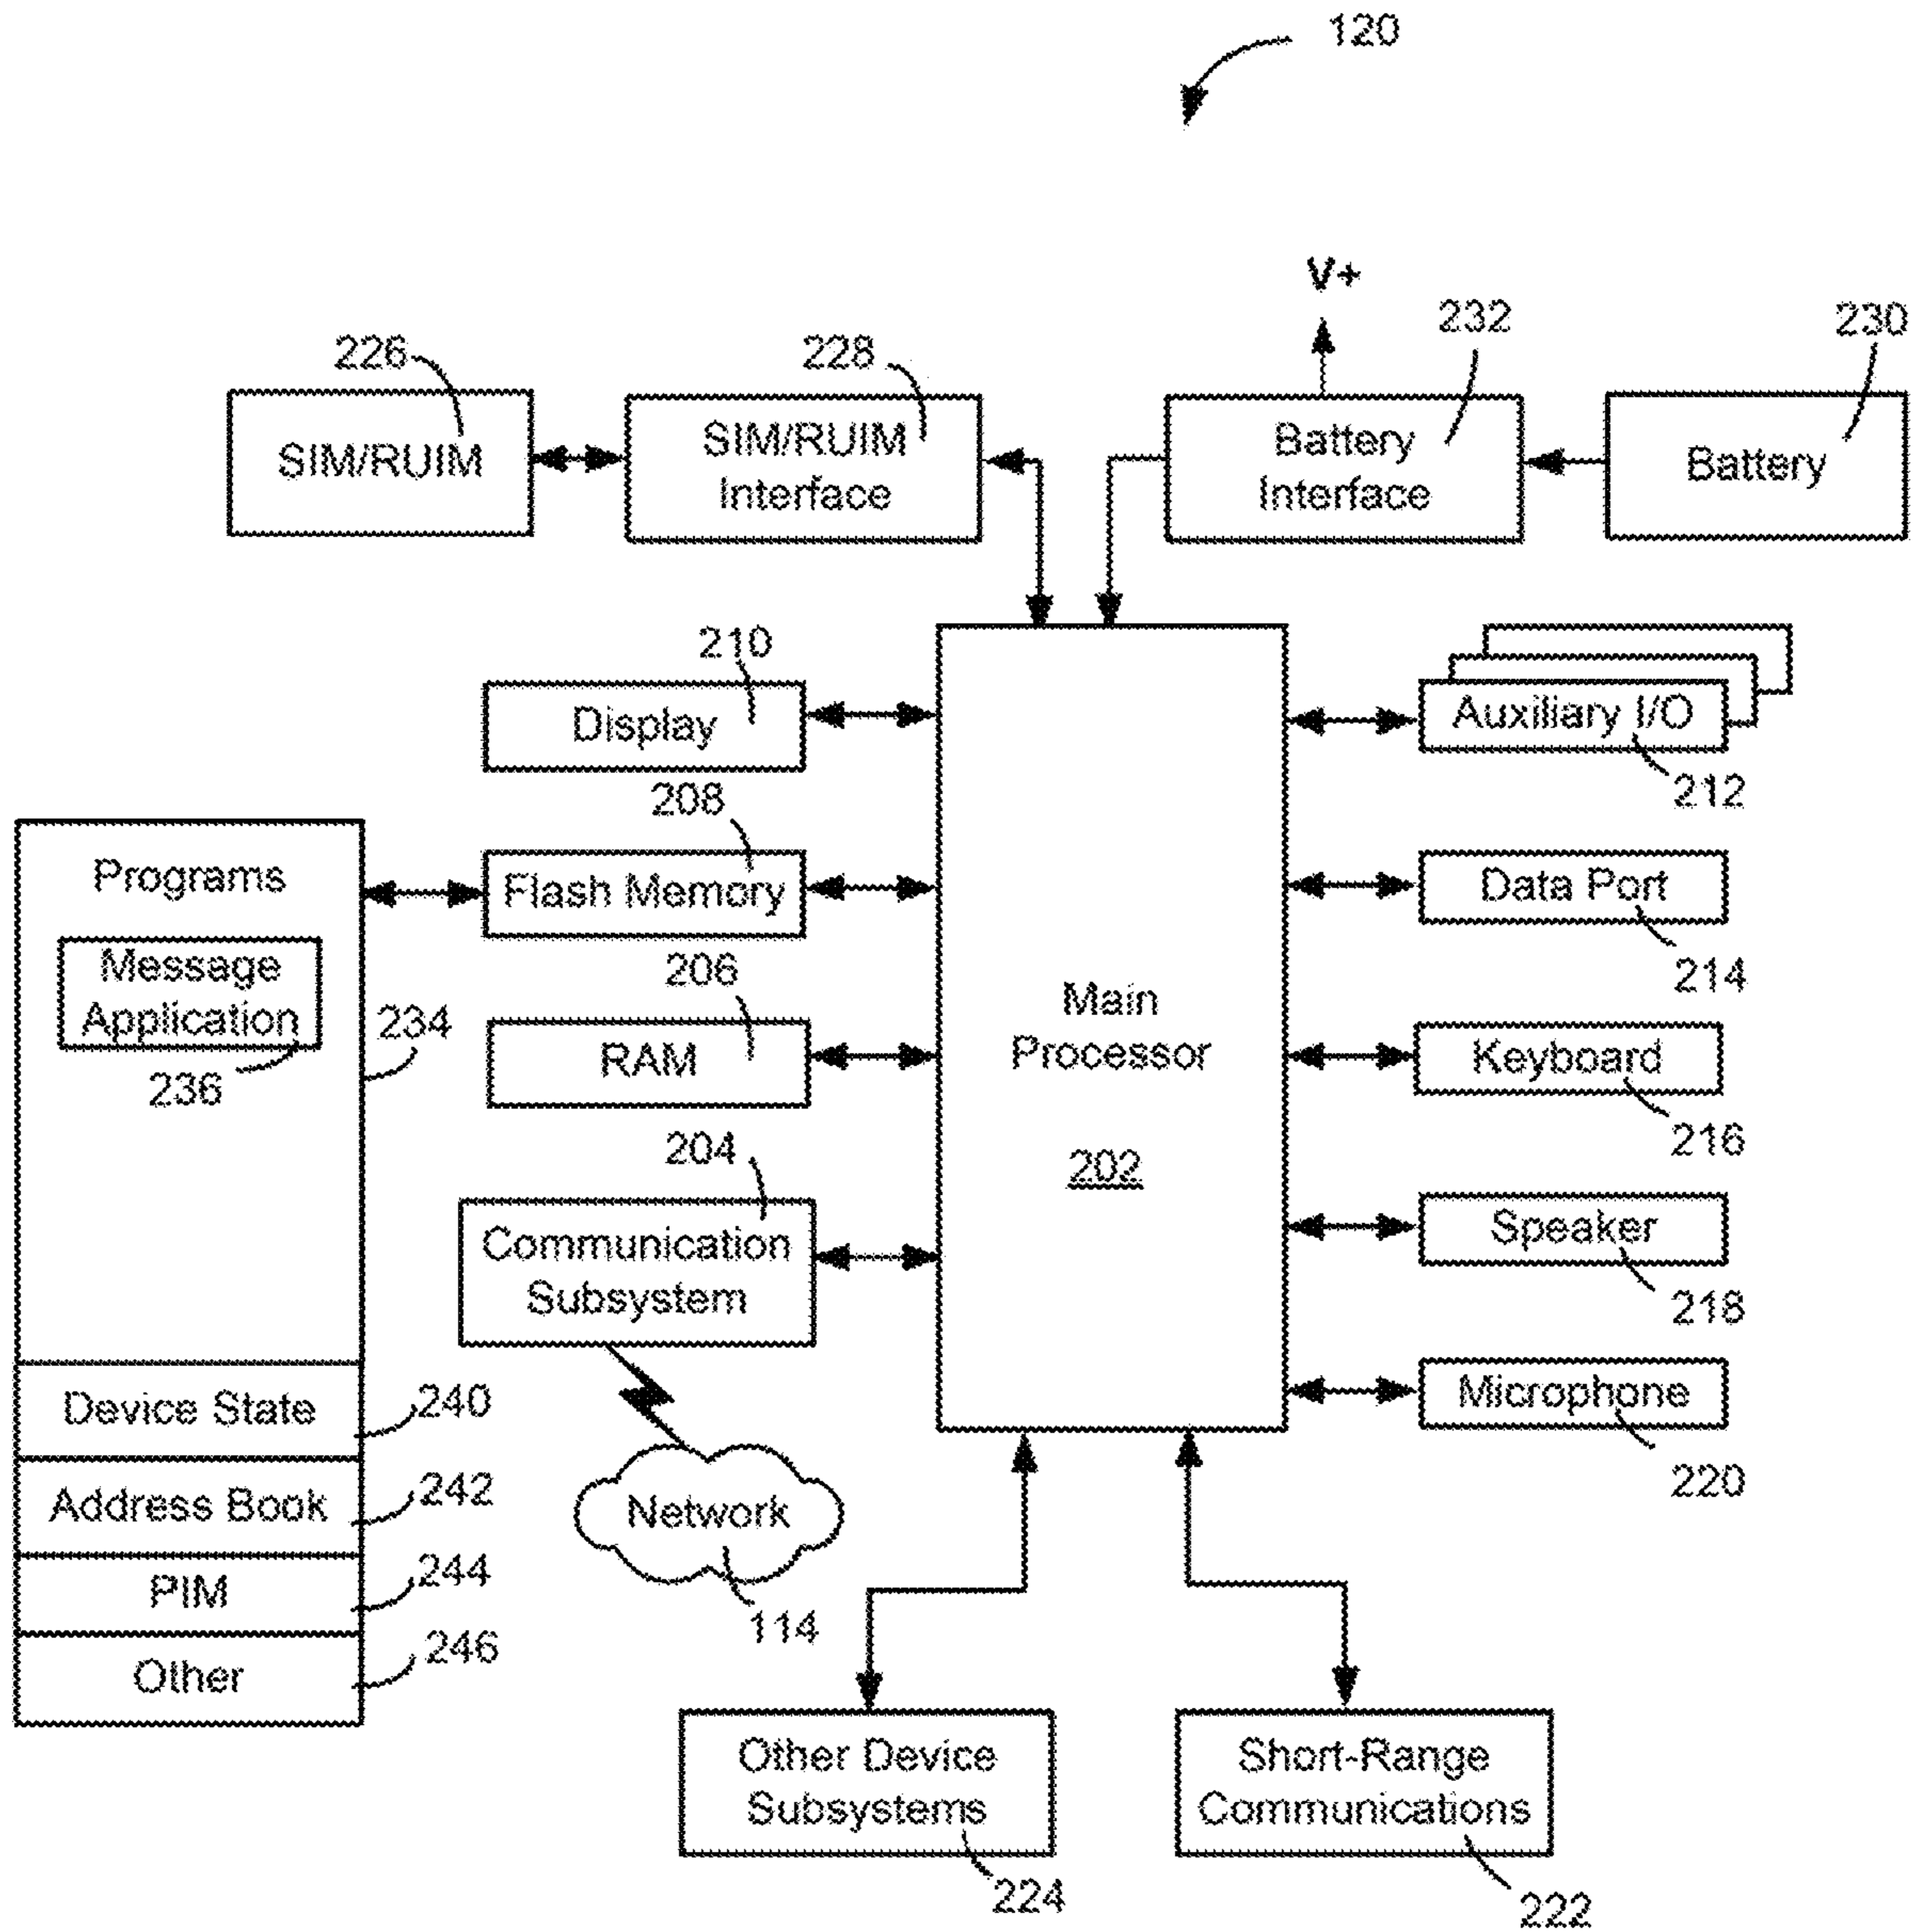 120
V+
226
228
232
230
SIM/RUIM
SIM/RUIM
Interface
Battery
Interface
Battery
210
Display
Auxiliary I/O
212
208
Programs
Flash Memory
Data Port
214
Message
Application
236
234
206
RAM
Main
Processor
202
Keyboard
216
204
Communication
Subsystem
Speaker
218
Device State
240
Microphone
220
Address Book
242
Network
114
PIM
244
Other
246
Other Device
Subsystems
224
Short-Range
Communications
222